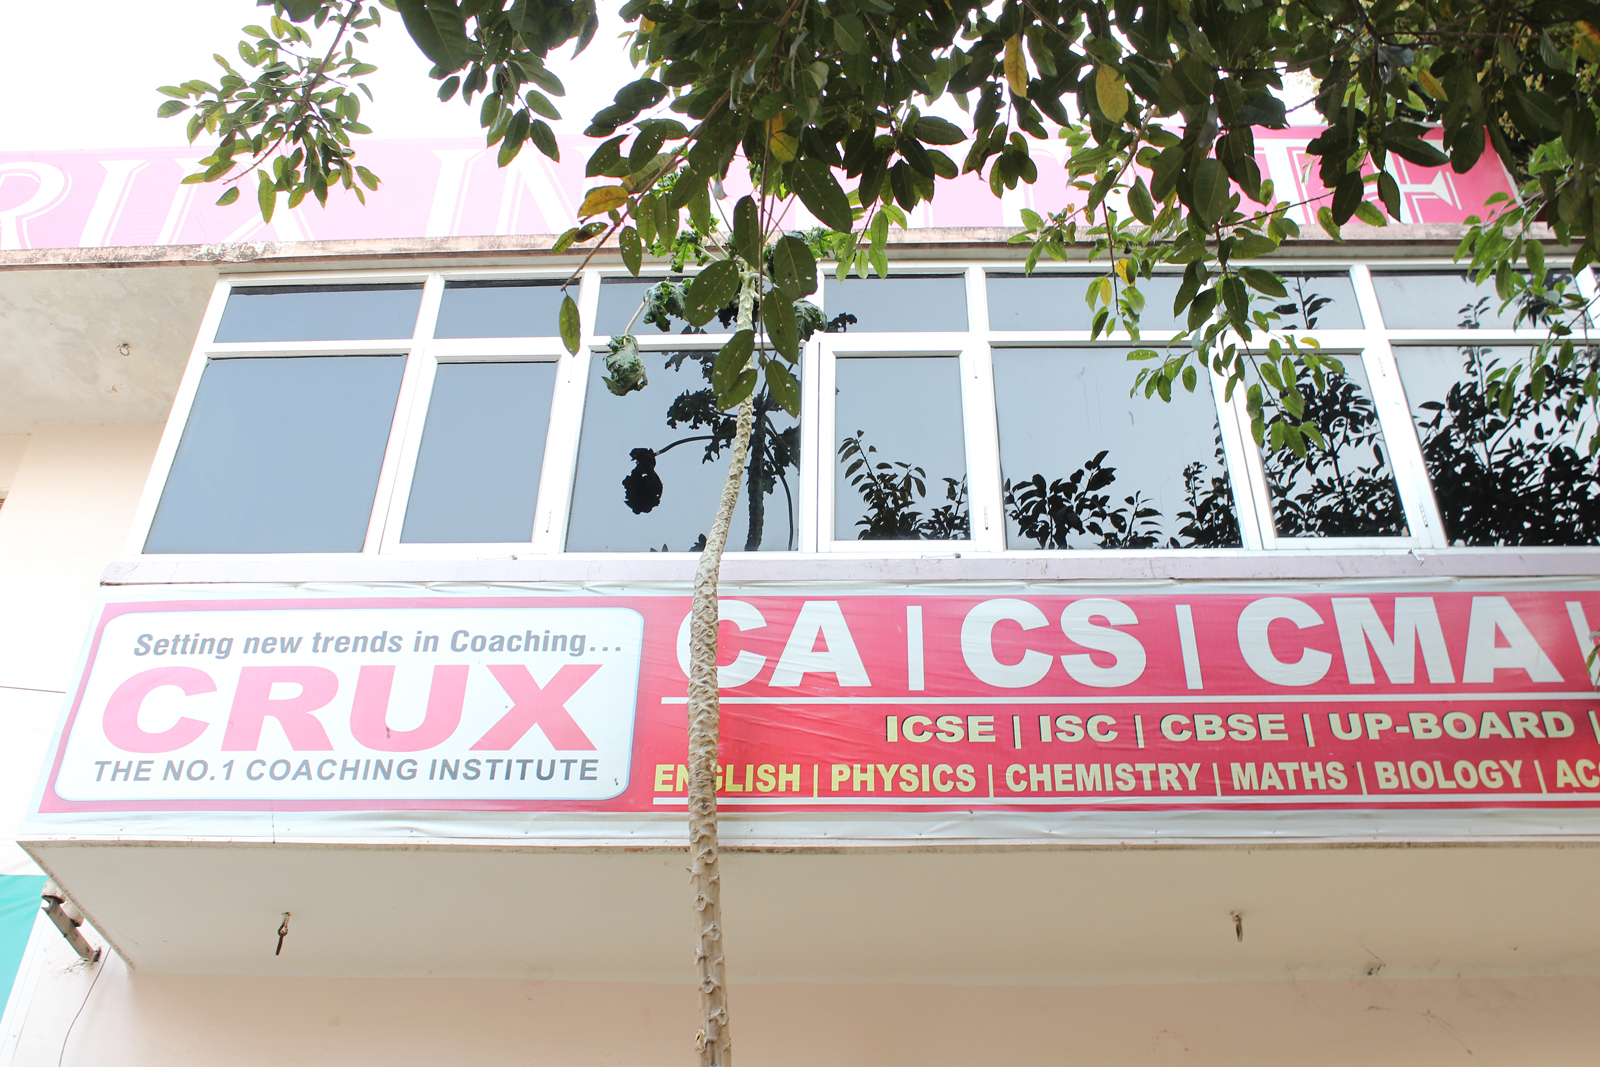 Setting new trends in Coaching...
CRUX
THE NO.1 COACHING INSTITUTE
CA | CS | CMA |
ICSE | ISC | CBSE | UP-BOARD |
ENGLISH | PHYSICS | CHEMISTRY | MATHS | BIOLOGY |